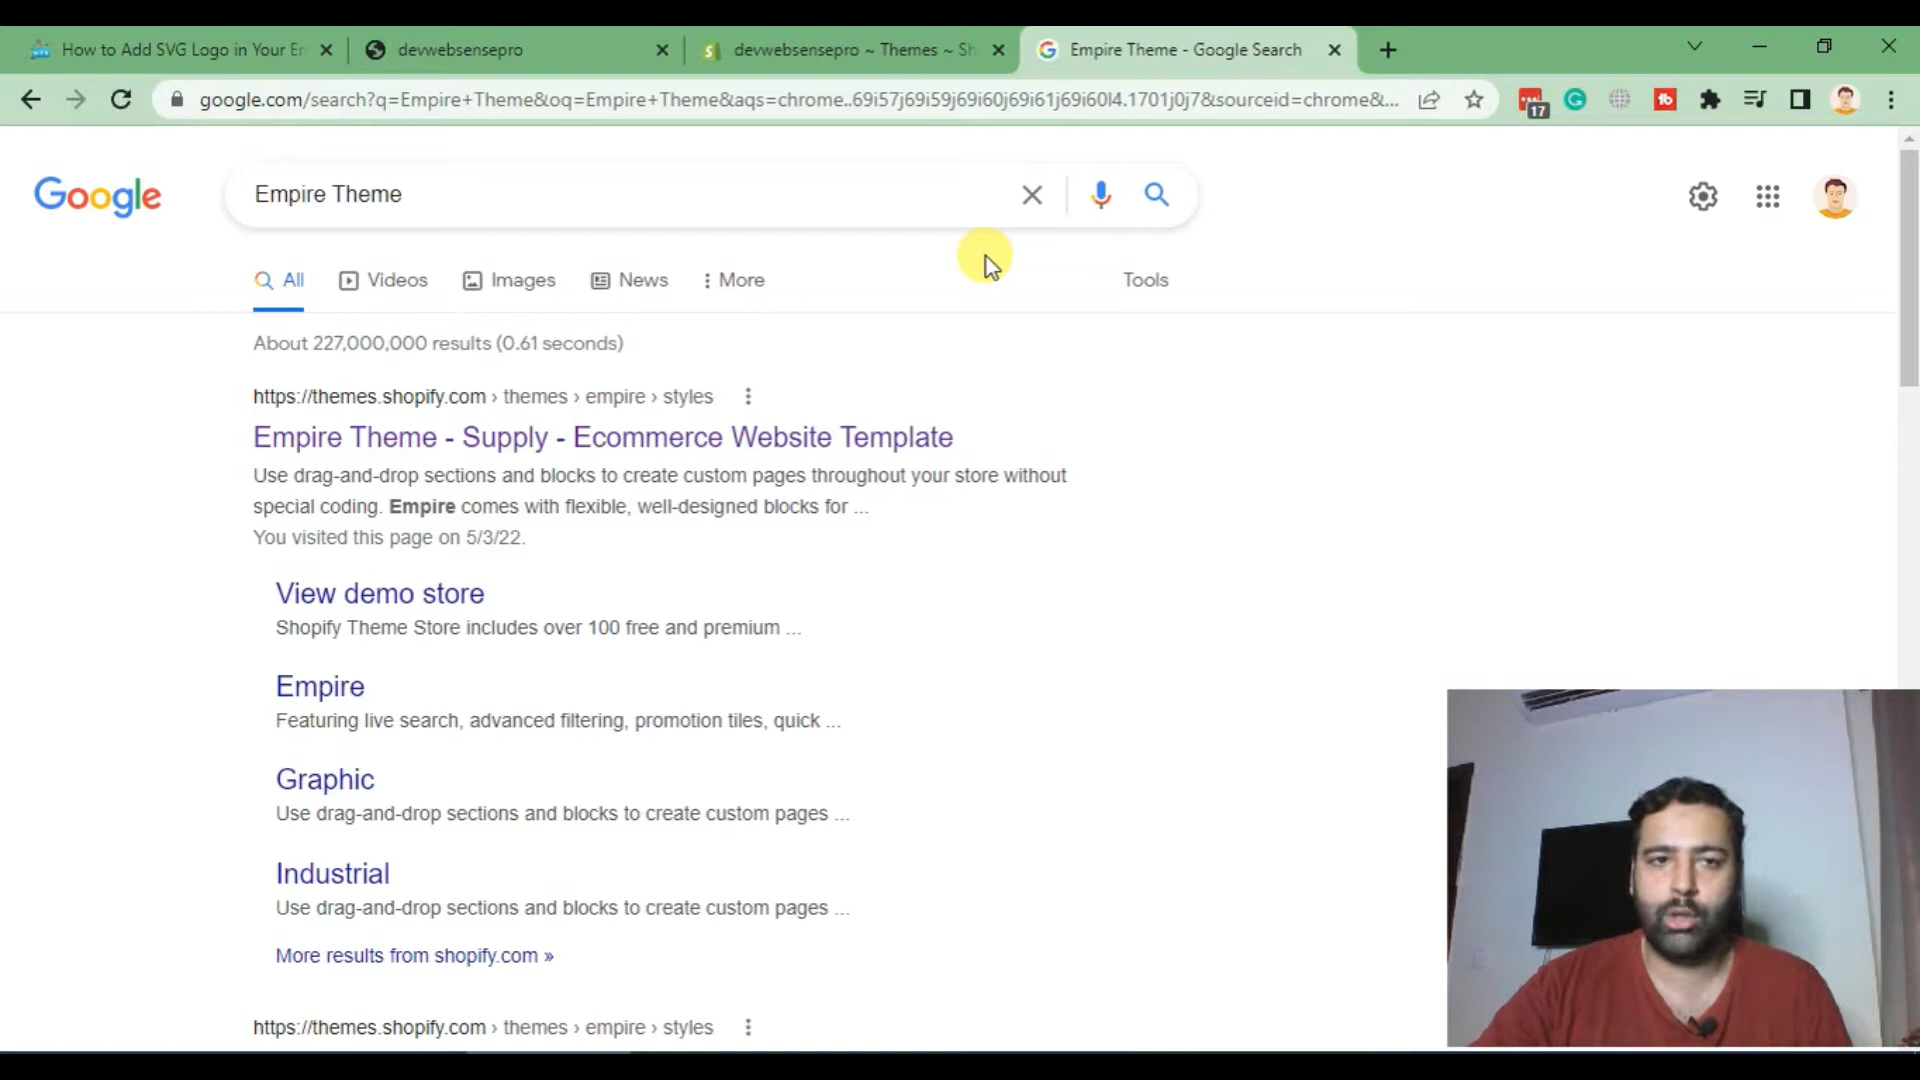 How to Add SVG Logo in Your En
devwebsensepro
devwebsensepro ~ Themes ~ Sh
Empire Theme - Google Search
google.com/search?q=Empire+Theme&oq=Empire+Theme&aqs=chrome..69i57j69i59j69i60j69i61j69i60l4.1701j0j7&sourceid=chrome&...
17
Google
Empire Theme
All
Videos
Images
News
More
Tools
About 227,000,000 results (0.61 seconds)
https://themes.shopify.com › themes › empire › styles
Empire Theme - Supply - Ecommerce Website Template
Use drag-and-drop sections and blocks to create custom pages throughout your store without
special coding. Empire comes with flexible, well-designed blocks for ...
You visited this page on 5/3/22.
View demo store
Shopify Theme Store includes over 100 free and premium ...
Empire
Featuring live search, advanced filtering, promotion tiles, quick ...
Graphic
Use drag-and-drop sections and blocks to create custom pages ...
Industrial
Use drag-and-drop sections and blocks to create custom pages ...
More results from shopify.com »
https://themes.shopify.com › themes › empire › styles